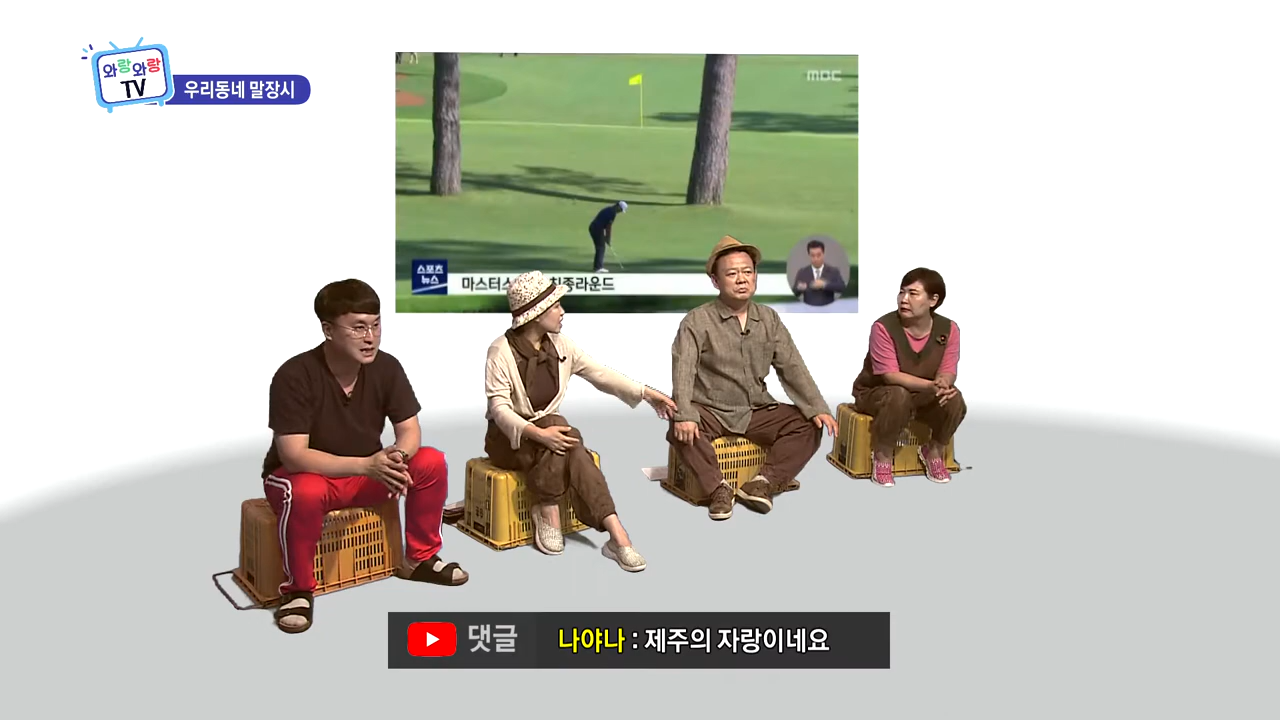 와랑와랑
TV
우리동네 말장시
MBC
스포츠
뉴스
마스터스
최종라운드
댓글
나야나 : 제주의 자랑이네요